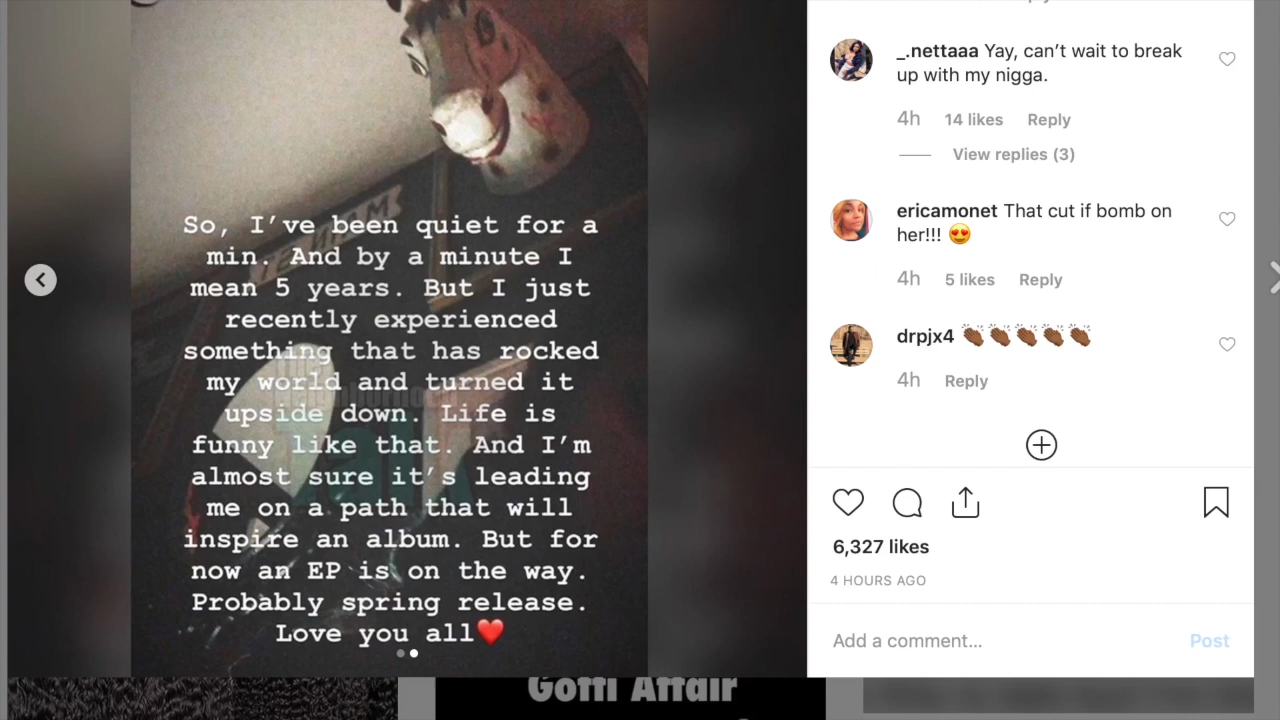 So, I've been quiet for a
min. And by a minute I
mean 5 years. But I just
recently experienced
something that has rocked
my world and turned it
upside down. Life is
funny like that. And I'm
almost sure it's leading
me on a path that will
inspire an album. But for
now an EP is on the way.
Probably spring release.
Love you all❤️
_.nettaaa Yay, can't wait to break
up with my nigga.
4h 14 likes Reply
View replies (3)
ericamonet That cut if bomb on
her!!! 😍
4h 5 likes Reply
drpjx4 👏🏾👏🏾👏🏾👏🏾👏🏾
4h Reply
6,327 likes
4 HOURS AGO
Add a comment... Post